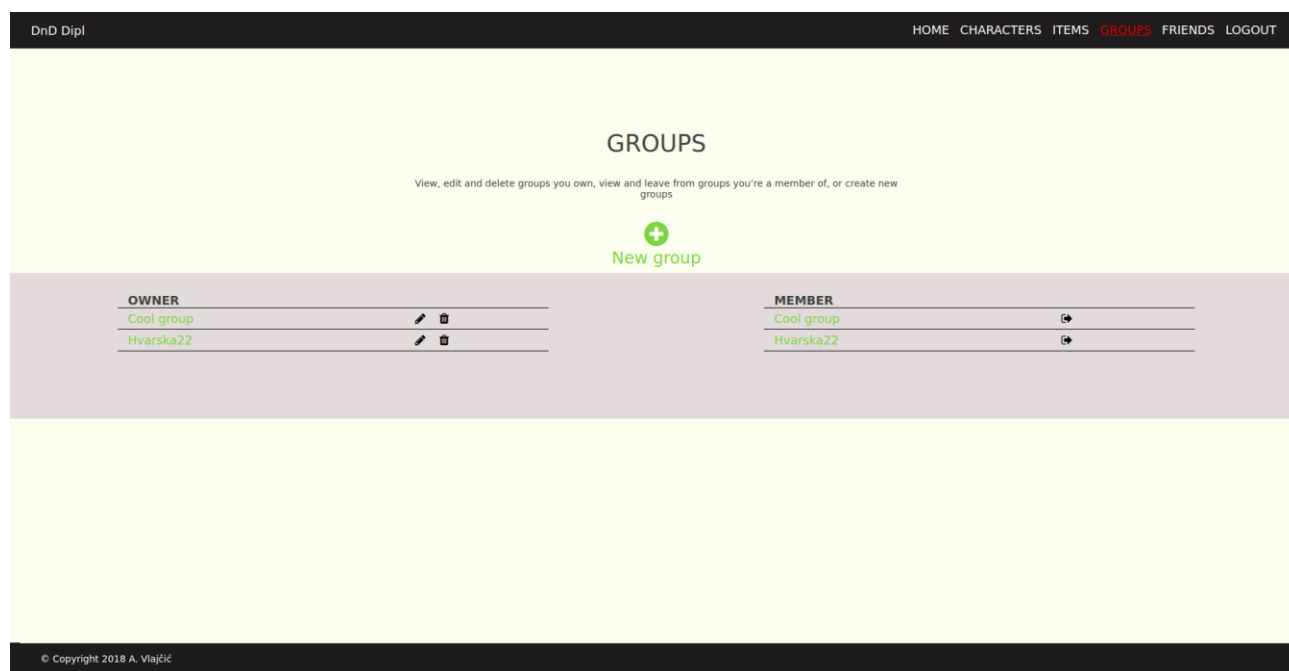 DnD Dipl
HOME CHARACTERS ITEMS GROUPS FRIENDS LOGOUT
GROUPS
View, edit and delete groups you own, view and leave from groups you're a member of, or create new
groups
New group
OWNER
Cool group
Hvarska22
MEMBER
Cool group
Hvarska22
© Copyright 2018 A. Vlajčić